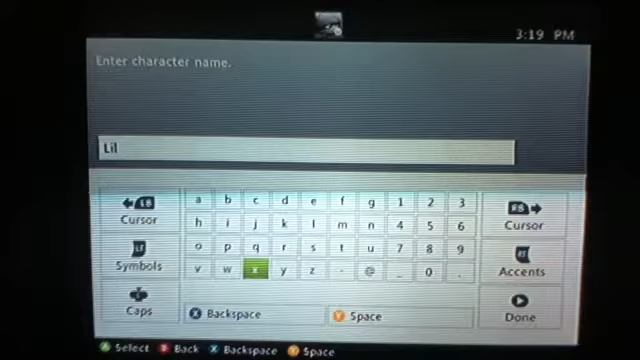 3:19 PM
Enter character name.
Lil
LB a b c d e f g 1 2 3 RB
Cursor h i j k l m n 4 5 6 Cursor
LT o p q r s t u 7 8 9 RT
Symbols v w x y z - @ _ 0 . Accents
Caps X Backspace Y Space Done
A Select B Back X Backspace Y Space